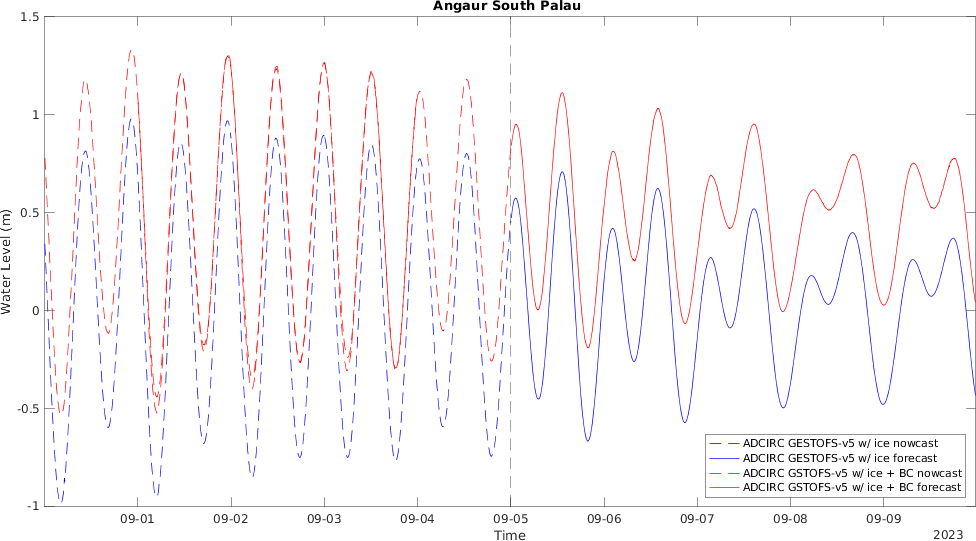 Angaur South Palau
1.5
1
0.5
0
-0.5
-1
Water Level (m)
09-01 09-02 09-03 09-04 09-05 09-06 09-07 09-08 09-09
Time
2023
ADCIRC GESTOFS-v5 w/ ice nowcast
ADCIRC GESTOFS-v5 w/ ice forecast
ADCIRC GSTOFS-v5 w/ ice + BC nowcast
ADCIRC GSTOFS-v5 w/ ice + BC forecast